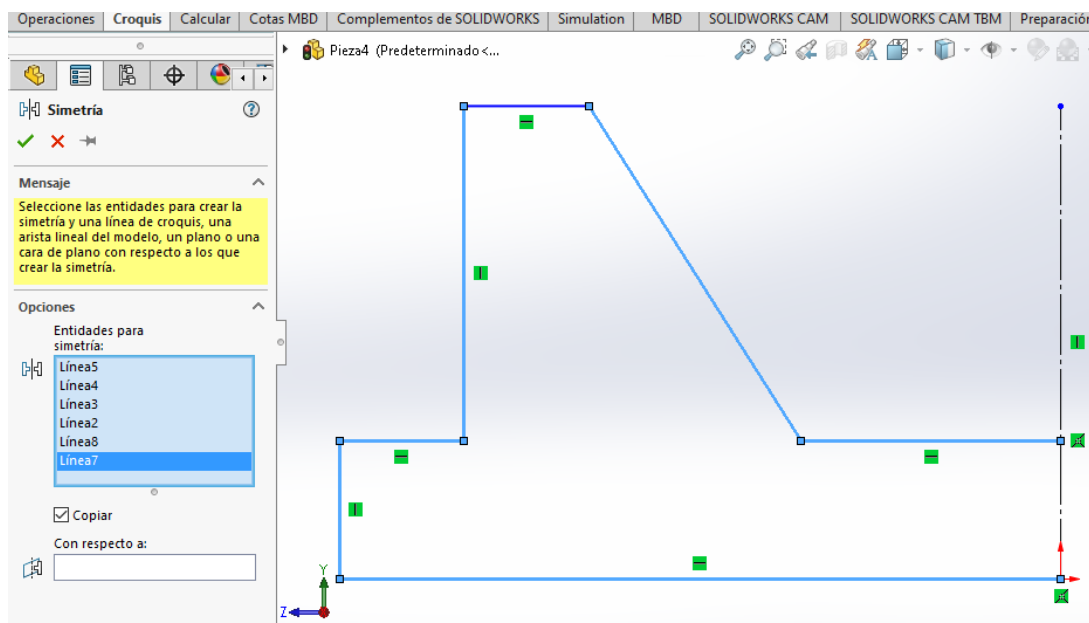 Operaciones Croquis Calcular Cotas MBD Complementos de SOLIDWORKS Simulation MBD SOLIDWORKS CAM SOLIDWORKS CAM TBM Preparación
Pieza4 (Predeterminado<...
Simetría
Mensaje
Seleccione las entidades para crear la
simetría y una línea de croquis, una
arista lineal del modelo, un plano o una
cara de plano con respecto a los que
crear la simetría.
Opciones
Entidades para
simetría:
Línea5
Línea4
Línea3
Línea2
Línea8
Línea7
Copiar
Con respecto a:
Y
Z